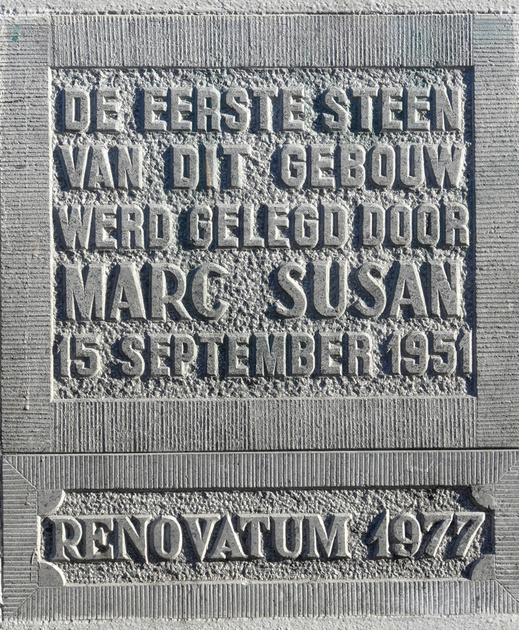 DE EERSTE STEEN
VAN DIT GEBOUW
WERD GELEGD DOOR
MARC SUSAN
15 SEPTEMBER 1951
RENOVATUM 1977